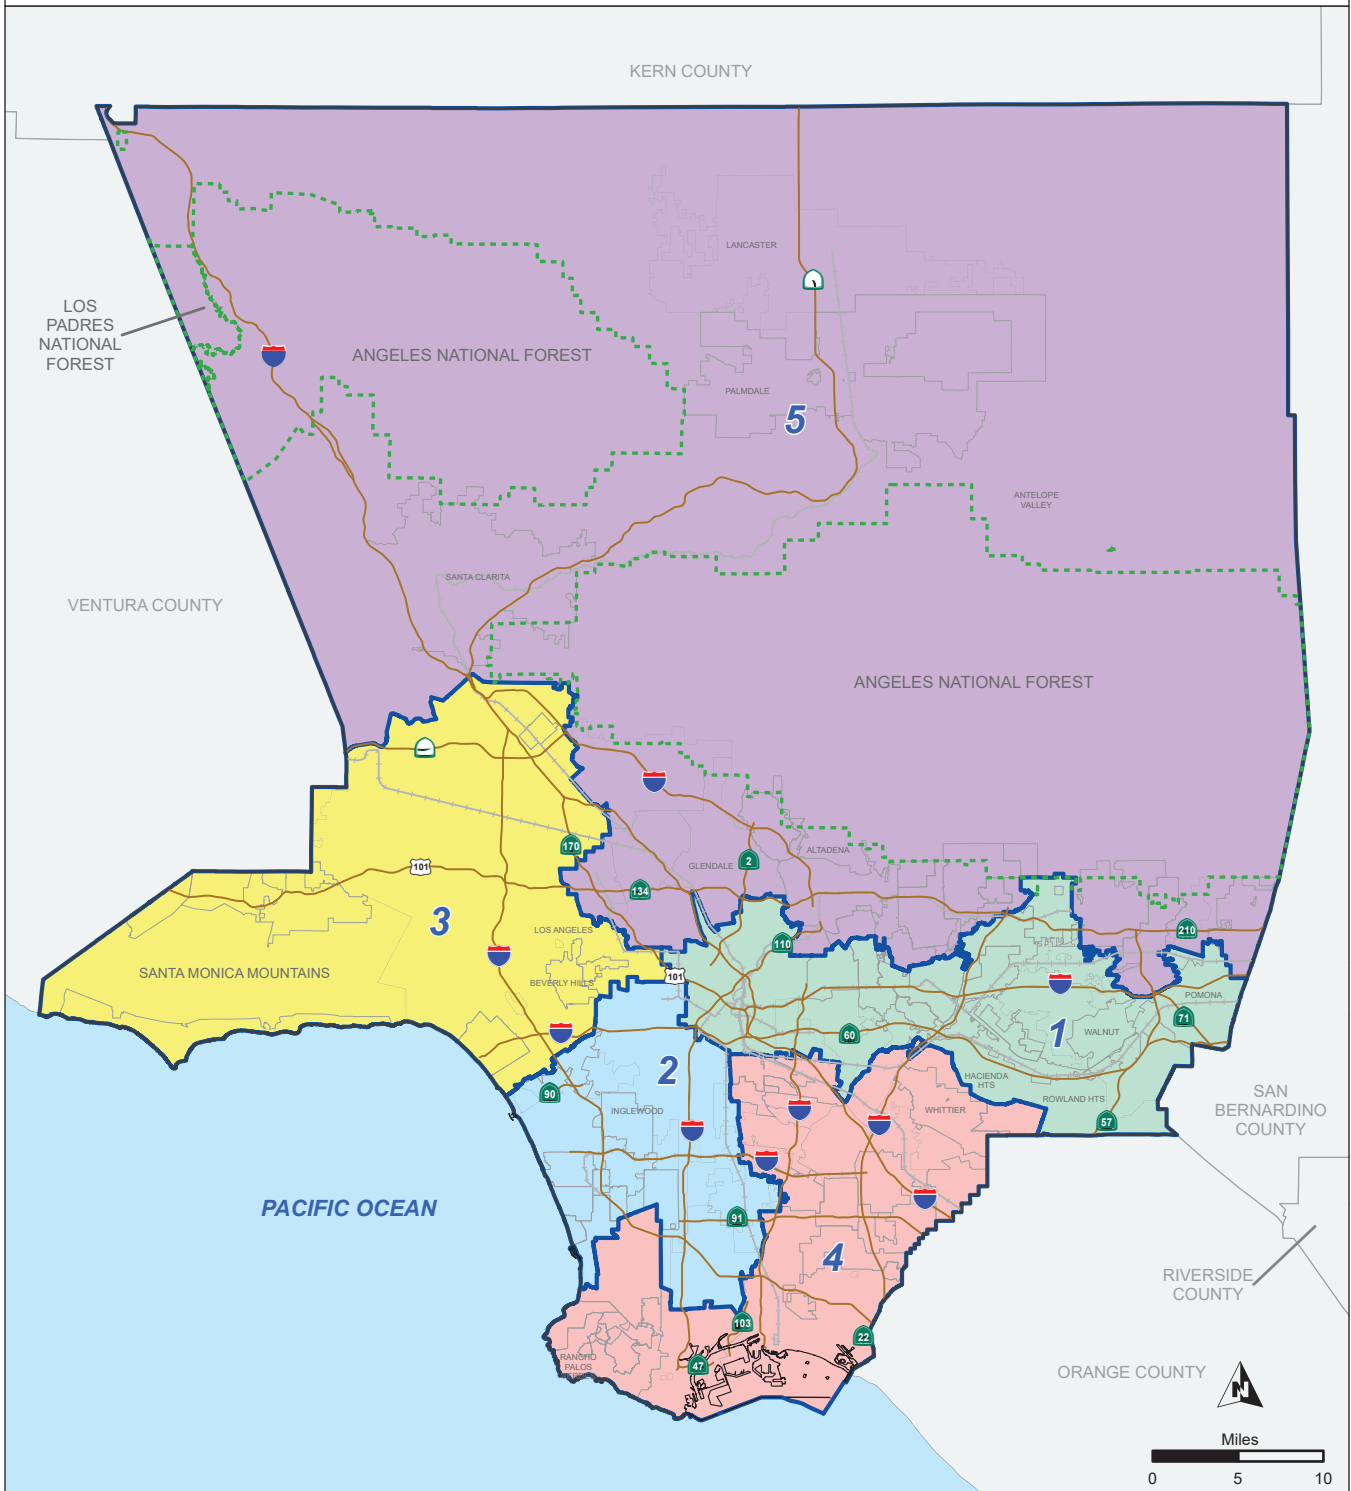 KERN COUNTY
LANCASTER
LOS
PADRES
NATIONAL
FOREST
ANGELES NATIONAL FOREST
PALMDALE
5
ANTELOPE
VALLEY
SANTA CLARITA
VENTURA COUNTY
ANGELES NATIONAL FOREST
170
2
ALTADENA
GLENDALE
101
134
3
LOS ANGELES
110
210
SANTA MONICA MOUNTAINS
101
BEVERLY HILLS
POMONA
71
1
WALNUT
60
2
HACIENDA
HTS
90
ROWLAND HTS
INGLEWOOD
WHITTIER
57
SAN
BERNARDINO
COUNTY
PACIFIC OCEAN
91
4
RIVERSIDE
COUNTY
103
22
RANCHO
PALOS
47
ORANGE COUNTY
N
Miles
0 5 10